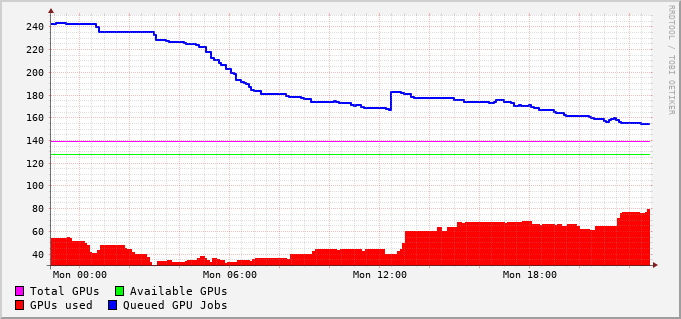 240
220
200
180
160
140
120
100
80
60
40
Mon 00:00 Mon 06:00 Mon 12:00 Mon 18:00
Total GPUs Available GPUs
GPUs used Queued GPU Jobs
RRDTOOL / TOBI OETIKER